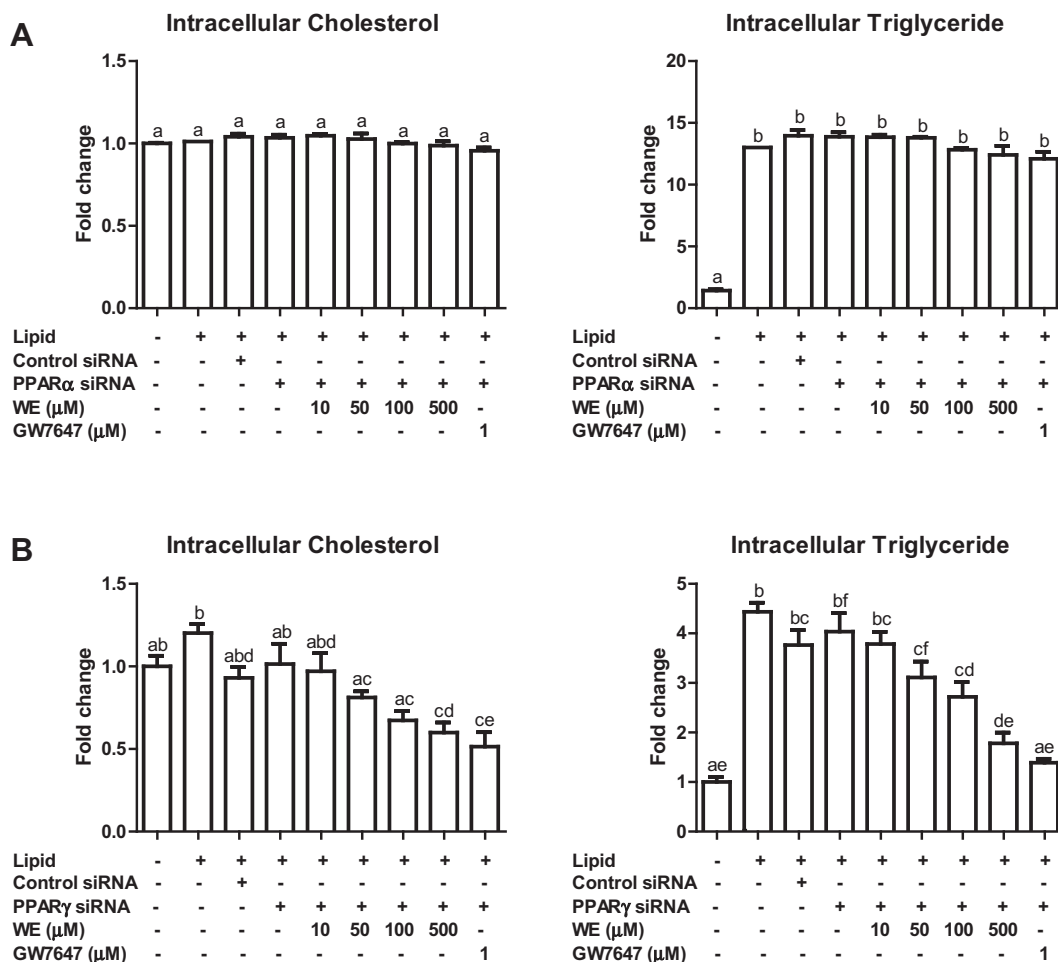 A
Intracellular Cholesterol
Fold change
1.5
1.0
0.5
0.0
a a a a a a a a a
Lipid - + + + + + + + +
Control siRNA - - + - - - - - -
PPARα siRNA - - - + + + + + +
WE (μM) - - - - 10 50 100 500 -
GW7647 (μM) - - - - - - - - 1
Intracellular Triglyceride
Fold change
20
15
10
5
0
a b b b b b b b b
Lipid - + + + + + + + +
Control siRNA - - + - - - - - -
PPARα siRNA - - - + + + + + +
WE (μM) - - - - 10 50 100 500 -
GW7647 (μM) - - - - - - - - 1
B
Intracellular Cholesterol
Fold change
1.5
1.0
0.5
0.0
ab b abd ab abd ac ac cd ce
Lipid - + + + + + + + +
Control siRNA - - + - - - - - -
PPARγ siRNA - - - + + + + + +
WE (μM) - - - - 10 50 100 500 -
GW7647 (μM) - - - - - - - - 1
Intracellular Triglyceride
Fold change
5
4
3
2
1
0
ae b bc bf bc cf cd de ae
Lipid - + + + + + + + +
Control siRNA - - + - - - - - -
PPARγ siRNA - - - + + + + + +
WE (μM) - - - - 10 50 100 500 -
GW7647 (μM) - - - - - - - - 1